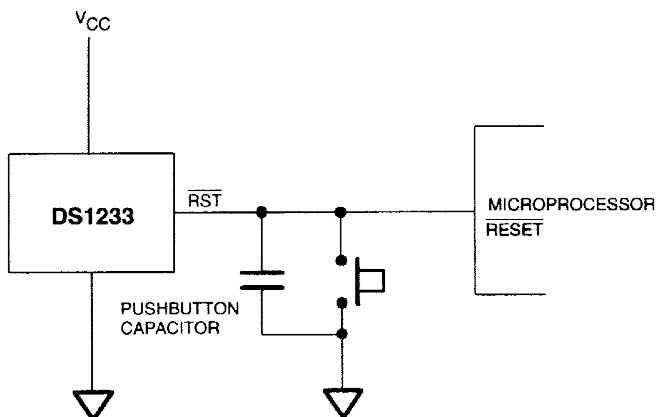 VCC
DS1233
RST
MICROPROCESSOR
RESET
PUSHBUTTON
CAPACITOR